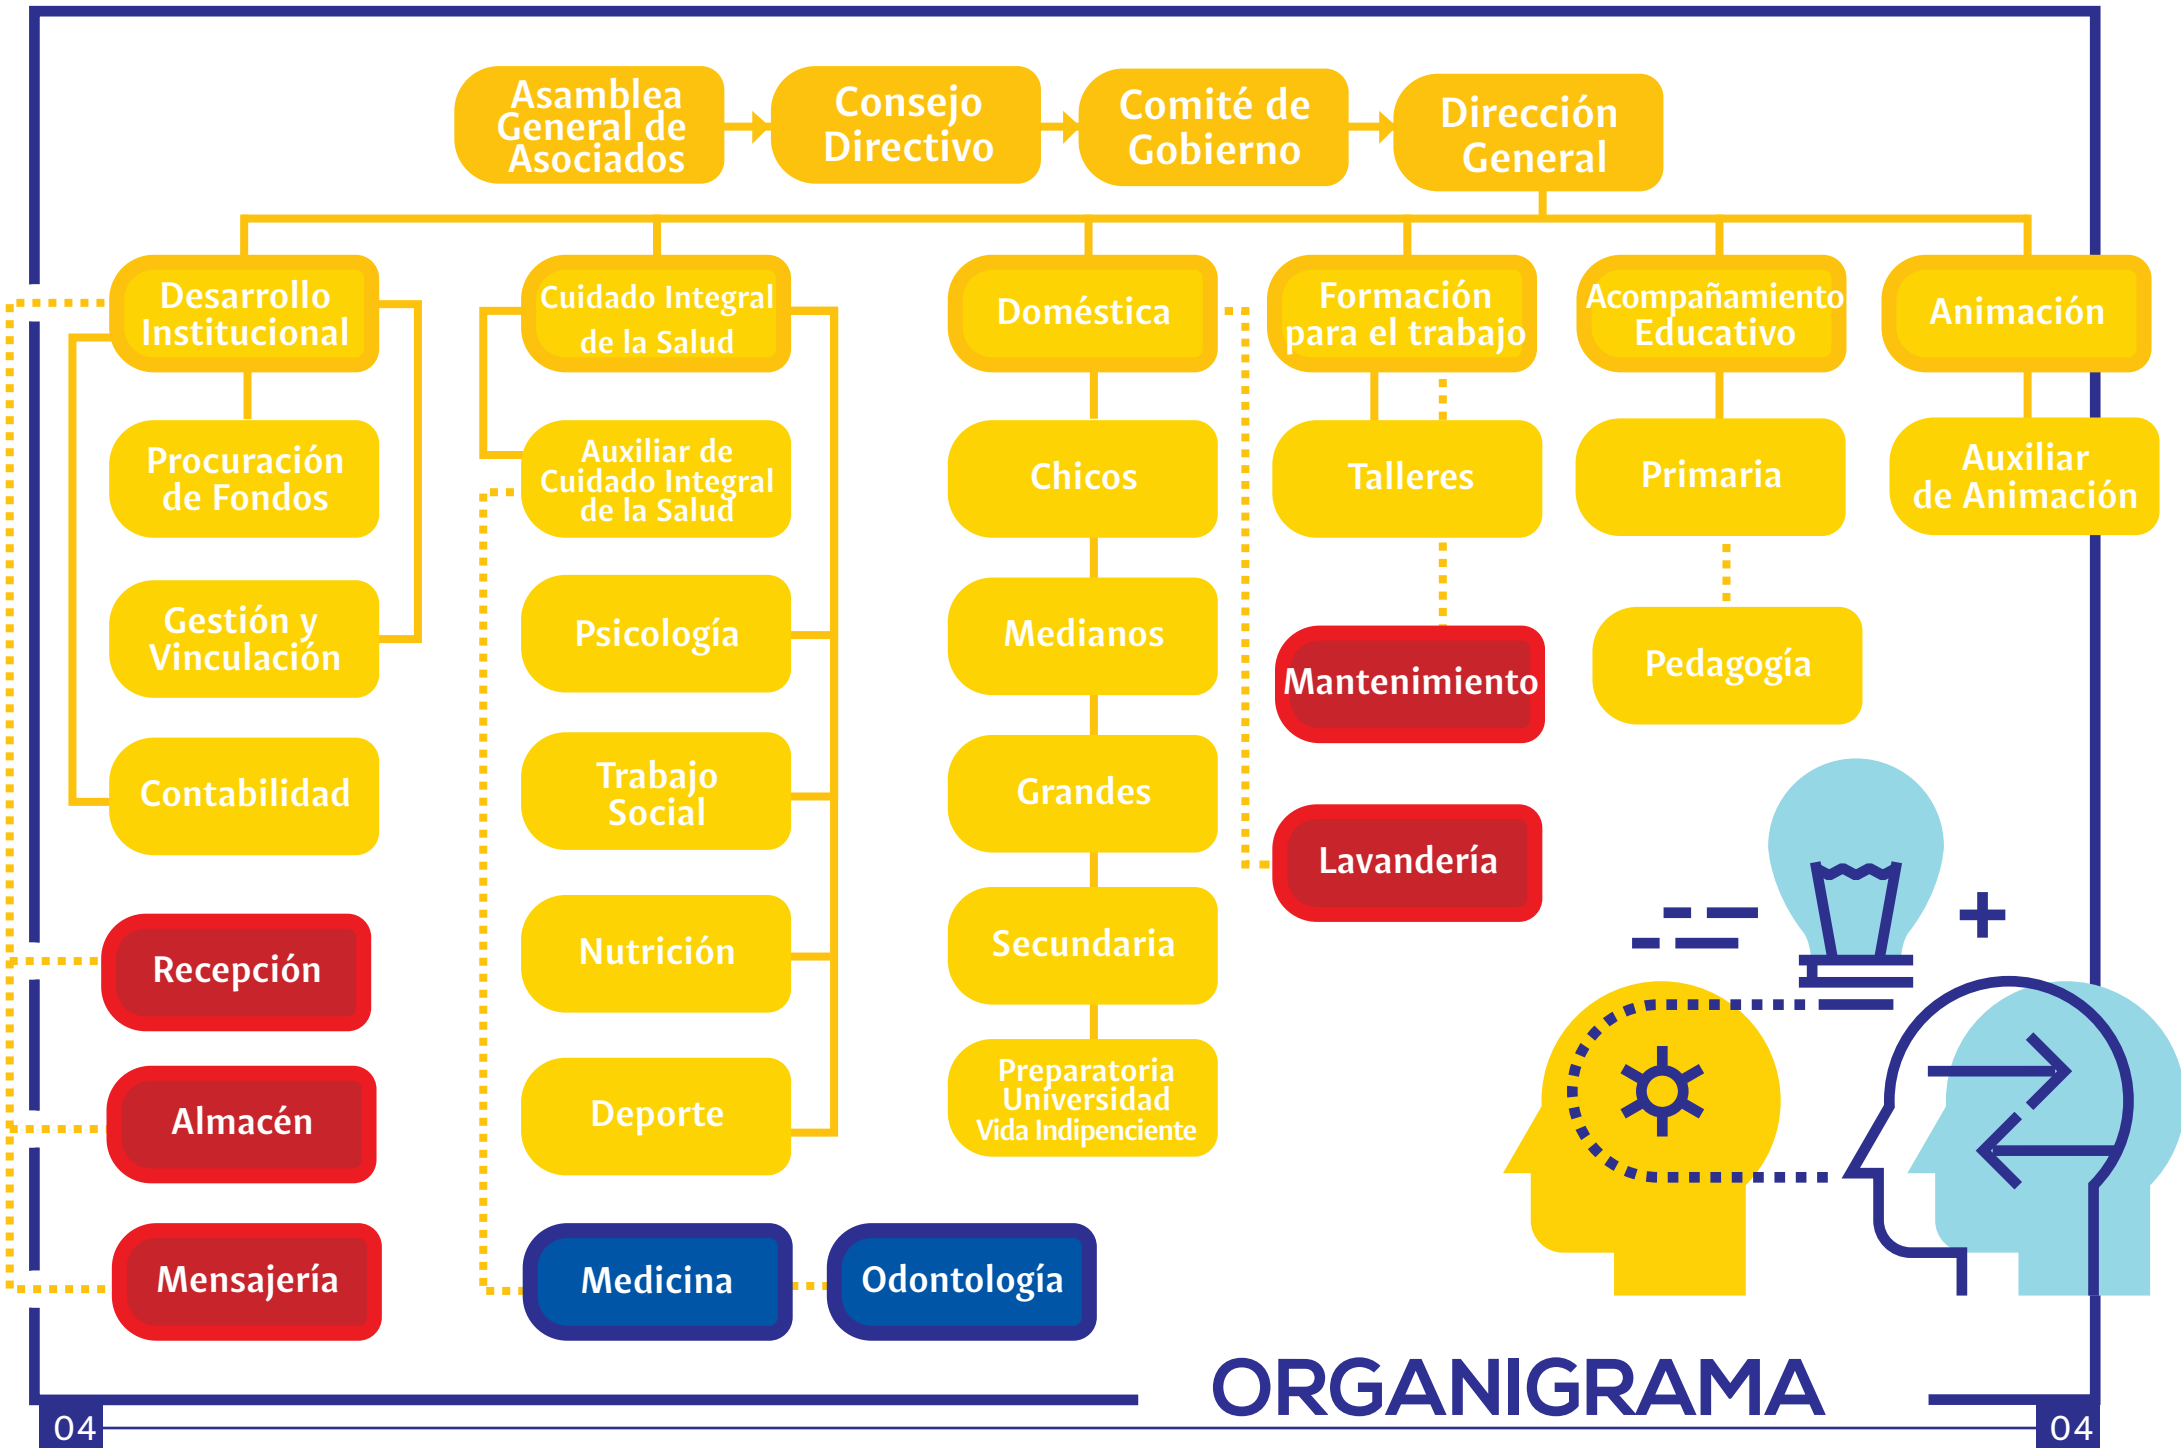 Asamblea
General de
Asociados
Consejo
Directivo
Comité de
Gobierno
Dirección
General
Desarrollo
Institucional
Cuidado Integral
de la Salud
Doméstica
Formación
para el trabajo
Acompañamiento
Educativo
Animación
Procuración
de Fondos
Auxiliar de
Cuidado Integral
de la Salud
Chicos
Talleres
Primaria
Auxiliar
de Animación
Gestión y
Vinculación
Psicología
Medianos
Mantenimiento
Pedagogía
Contabilidad
Trabajo
Social
Grandes
Lavandería
Recepción
Nutrición
Secundaria
Almacén
Deporte
Preparatoria
Universidad
Vida Indipenciente
Mensajería
Medicina
Odontología
ORGANIGRAMA
04
04